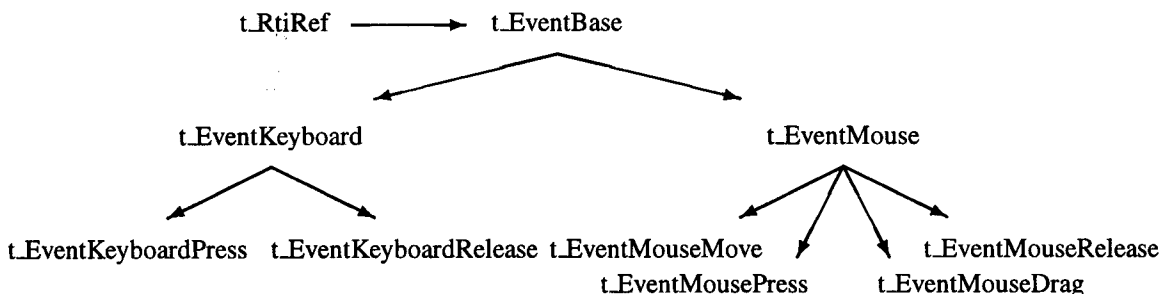 t_RtiRef t_EventBase
t_EventKeyboard t_EventMouse
t_EventKeyboardPress t_EventKeyboardRelease t_EventMouseMove t_EventMouseRelease
t_EventMousePress t_EventMouseDrag